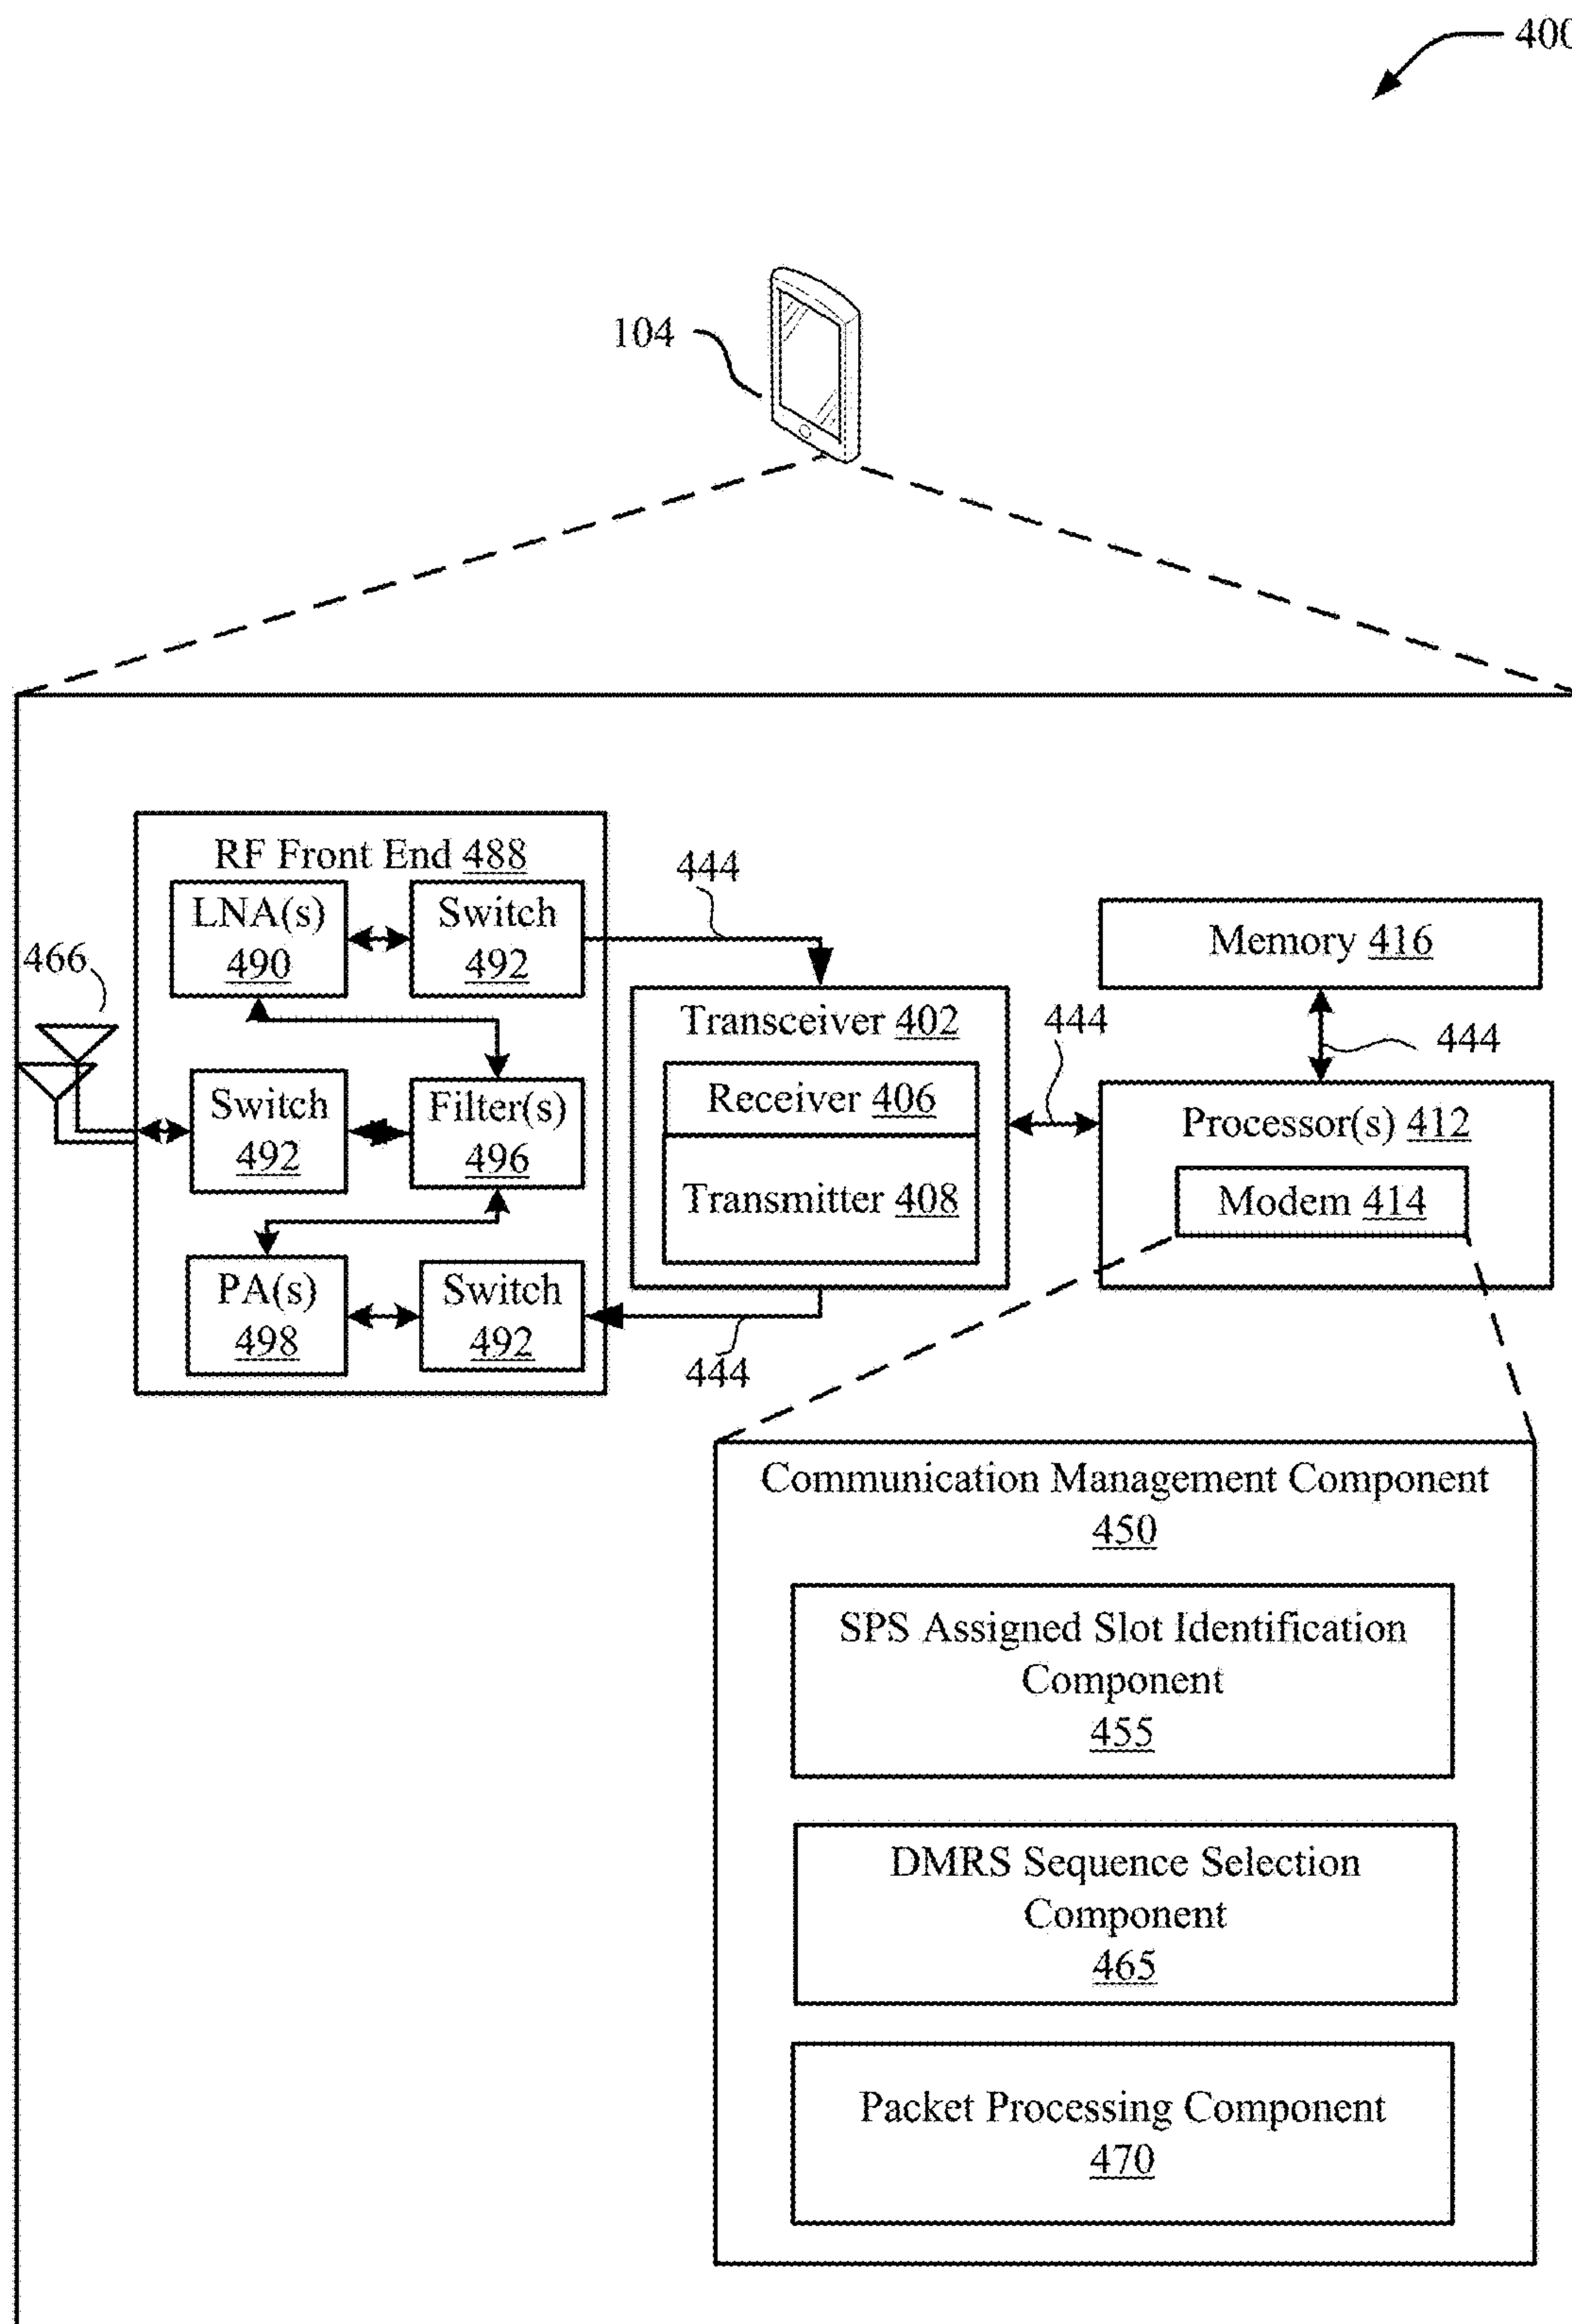 400
104
RF Front End 488
LNA(s)
490
Switch
492
444
466
Memory 416
Transceiver 402
444
444
Switch
492
Filter(s)
496
Receiver 406
Processor(s) 412
Transmitter 408
Modem 414
PA(s)
498
Switch
492
444
Communication Management Component
450
SPS Assigned Slot Identification
Component
455
DMRS Sequence Selection
Component
465
Packet Processing Component
470